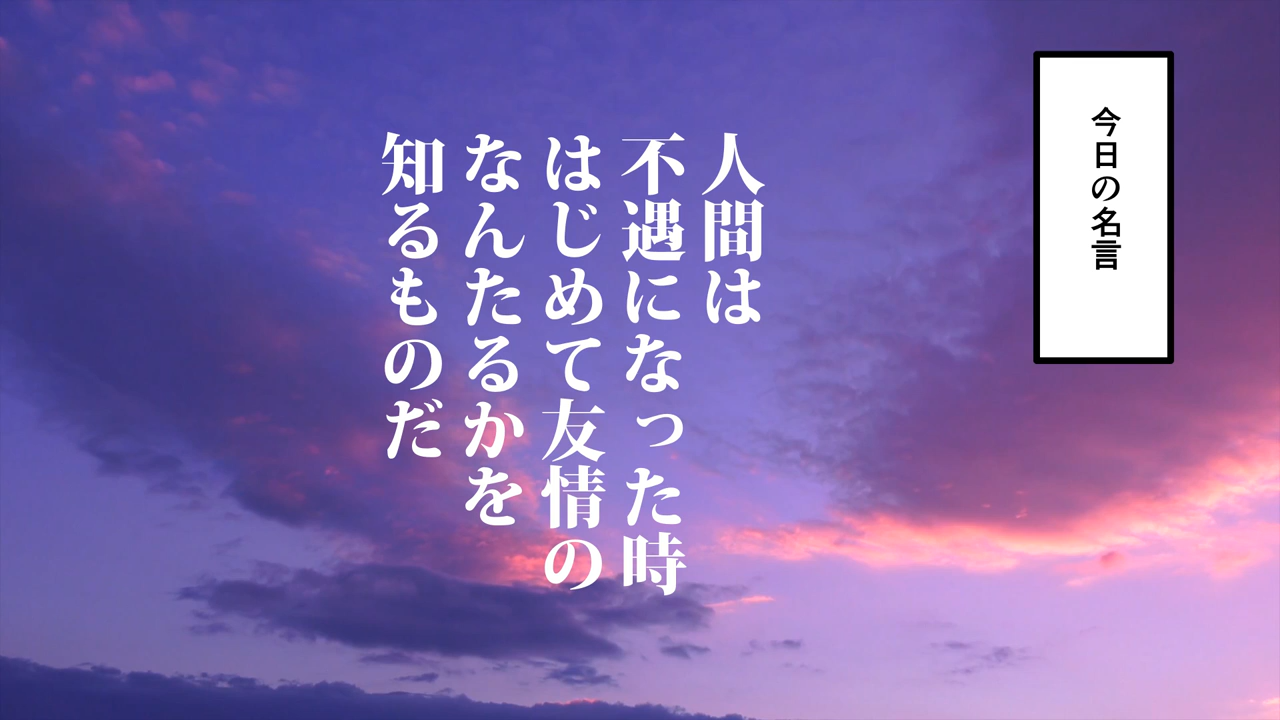 今日の名言
人間は
不遇になった時
はじめて友情の
なんたるかを
知るものだ